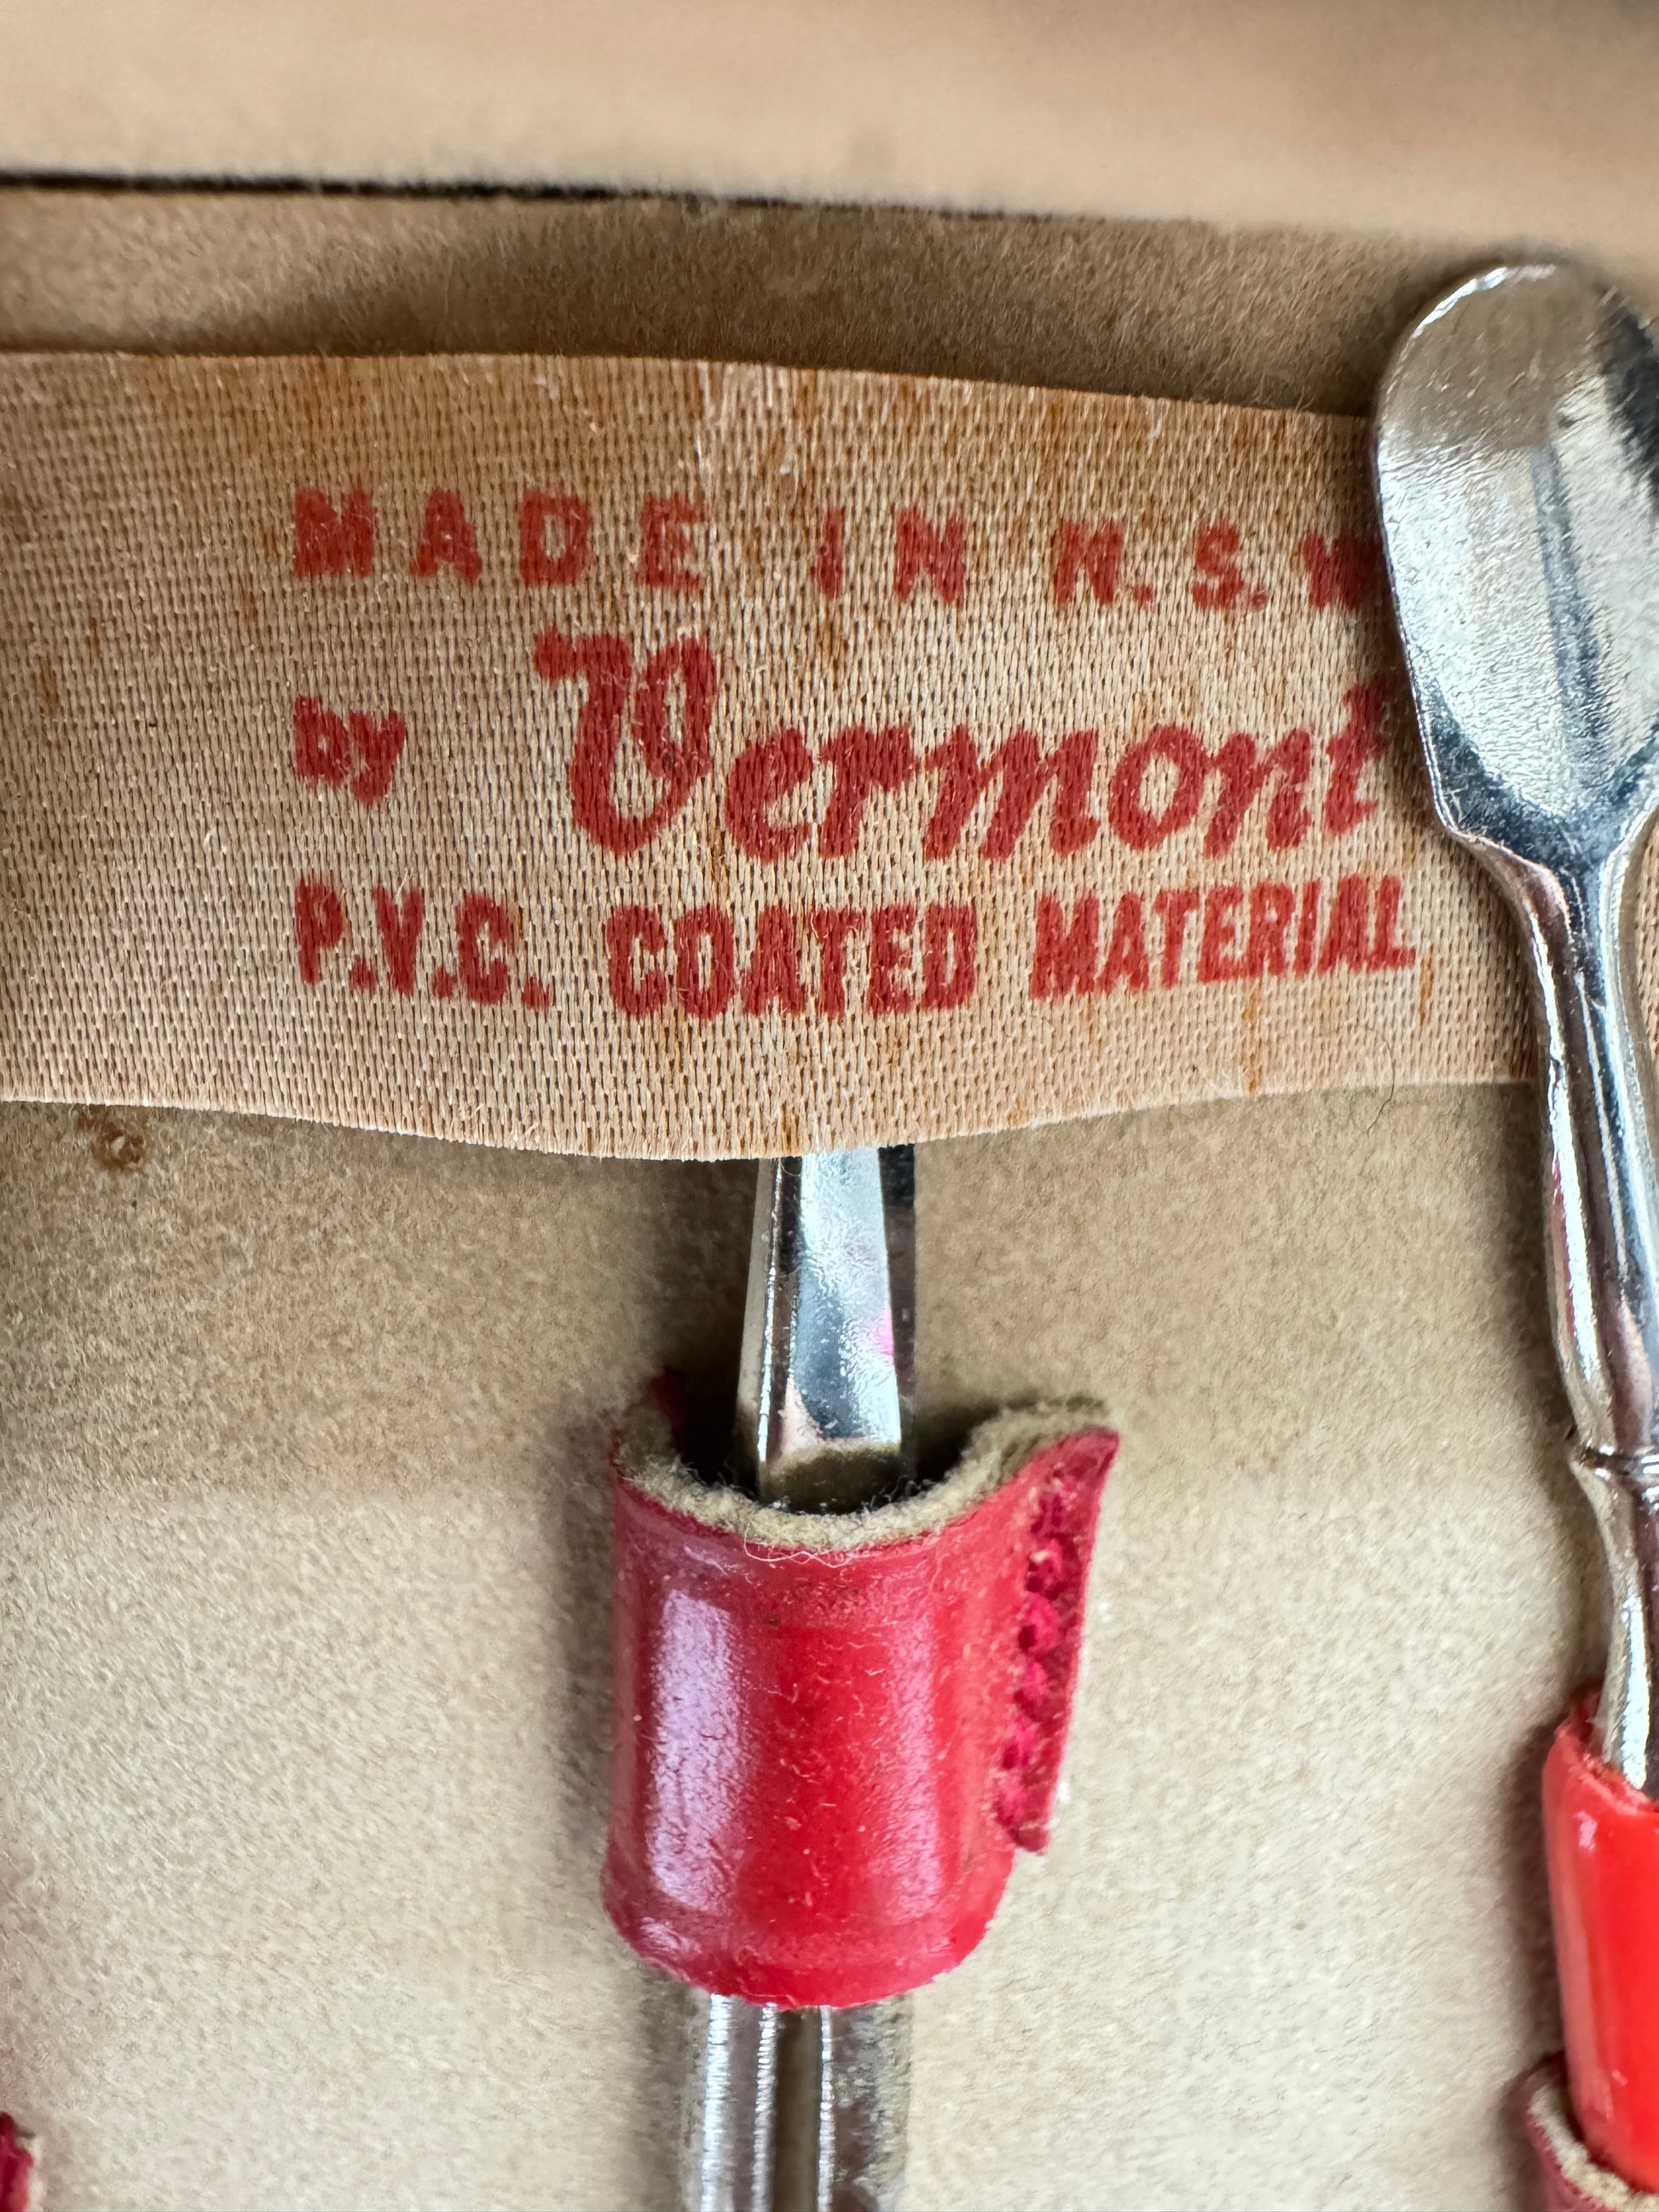 MADE IN N.S.W
by Vermont
P.V.C. COATED MATERIAL